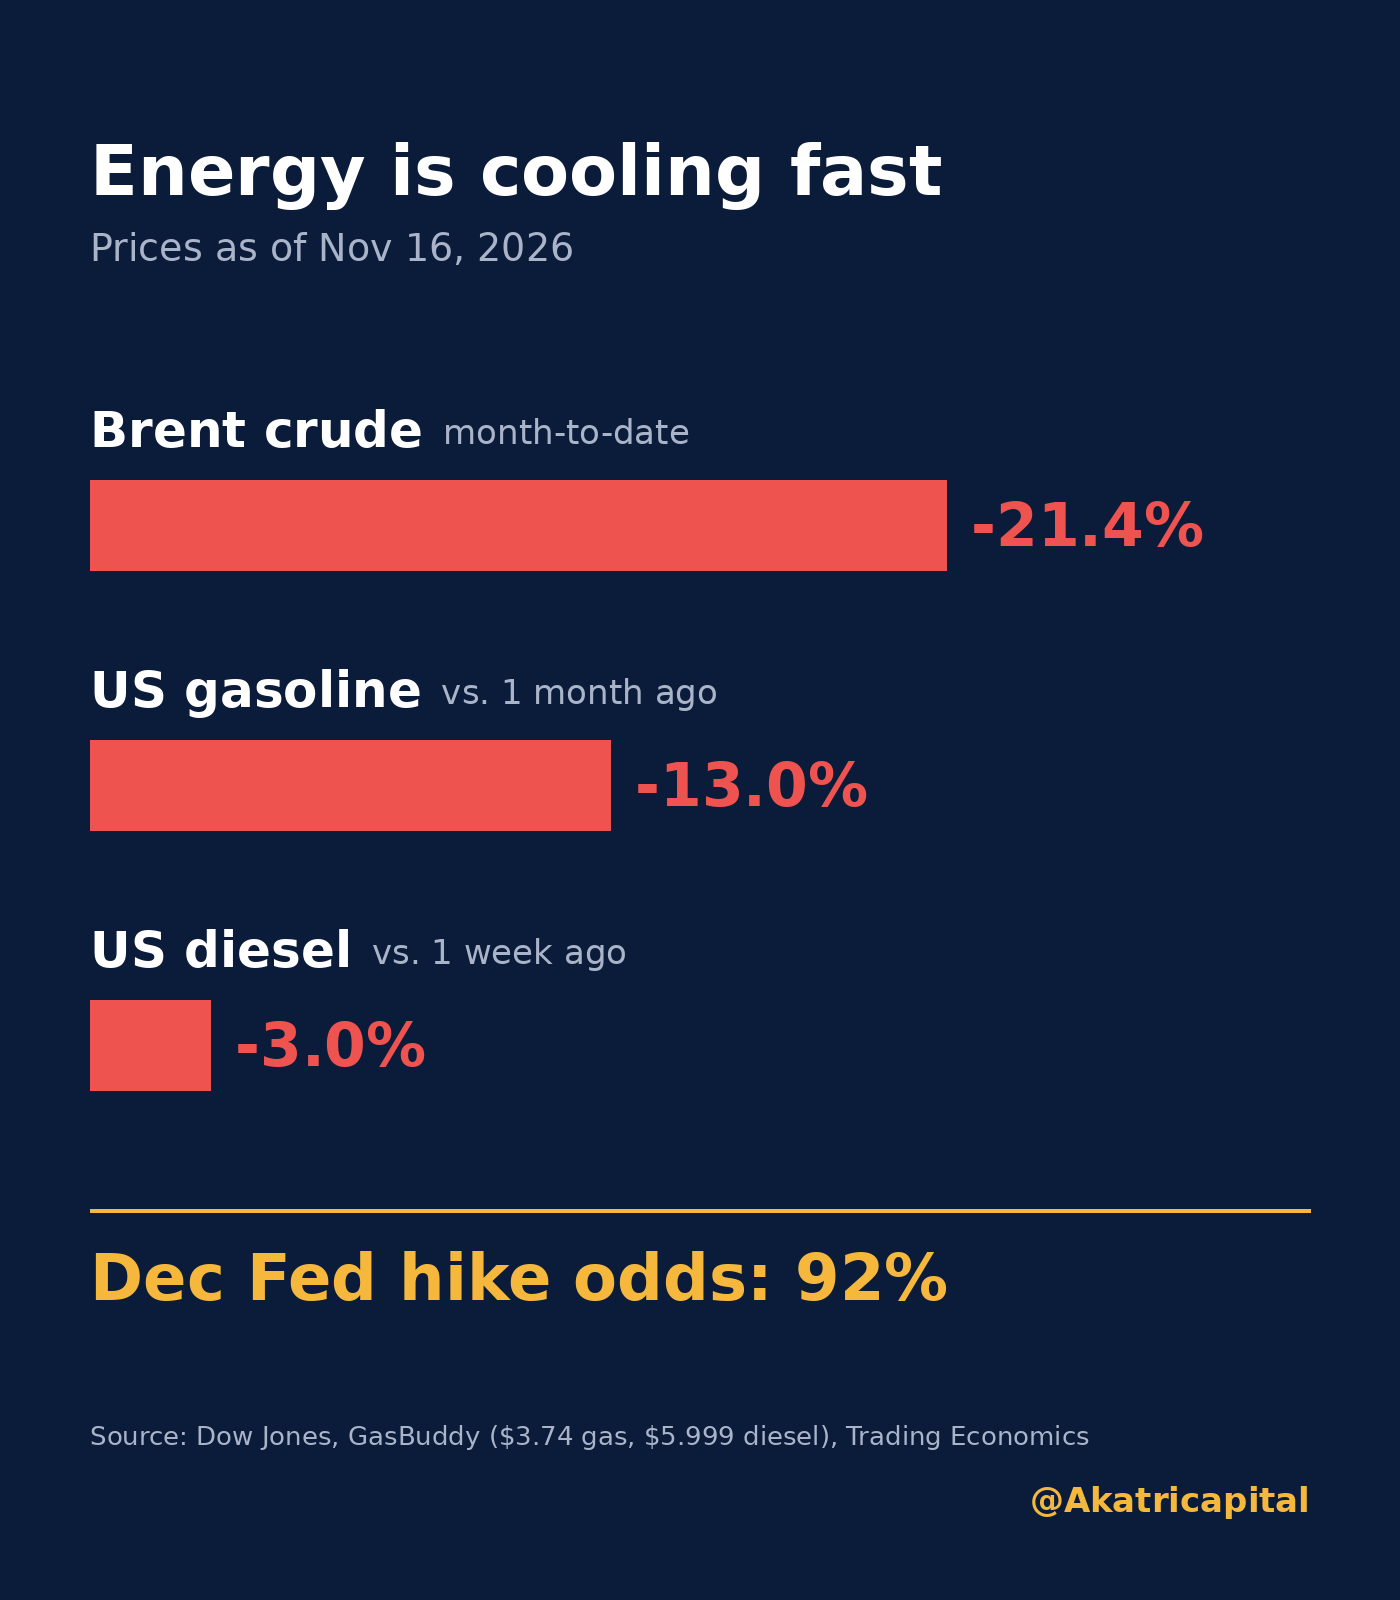 Energy is cooling fast
Prices as of Nov 16, 2026
Brent crude month-to-date
-21.4%
US gasoline vs. 1 month ago
-13.0%
US diesel vs. 1 week ago
-3.0%
Dec Fed hike odds: 92%
Source: Dow Jones, GasBuddy ($3.74 gas, $5.999 diesel), Trading Economics
@Akatricapital